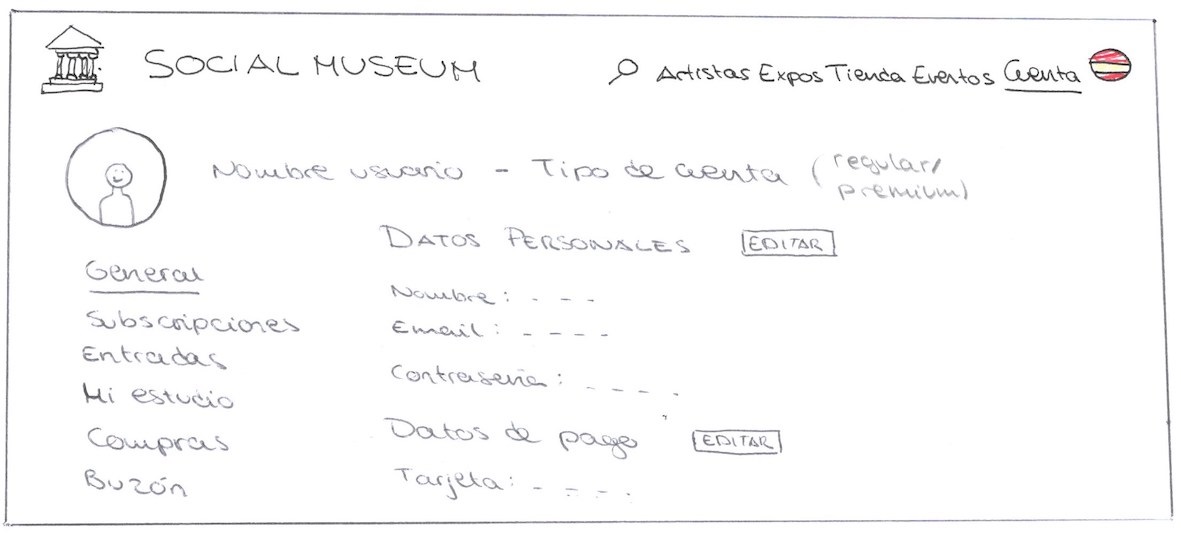 SOCIAL MUSEUM
Artistas Expos Tienda Eventos Cuenta
Nombre usuario - Tipo de cuenta (regular/
premium)
DATOS PERSONALES EDITAR
General
Nombre: - - -
Subscripciones
Email: - - - -
Entradas
Contraseña: - - - -
Mi estudio
Datos de pago EDITAR
Compras
Tarjeta: - - - -
Buzón